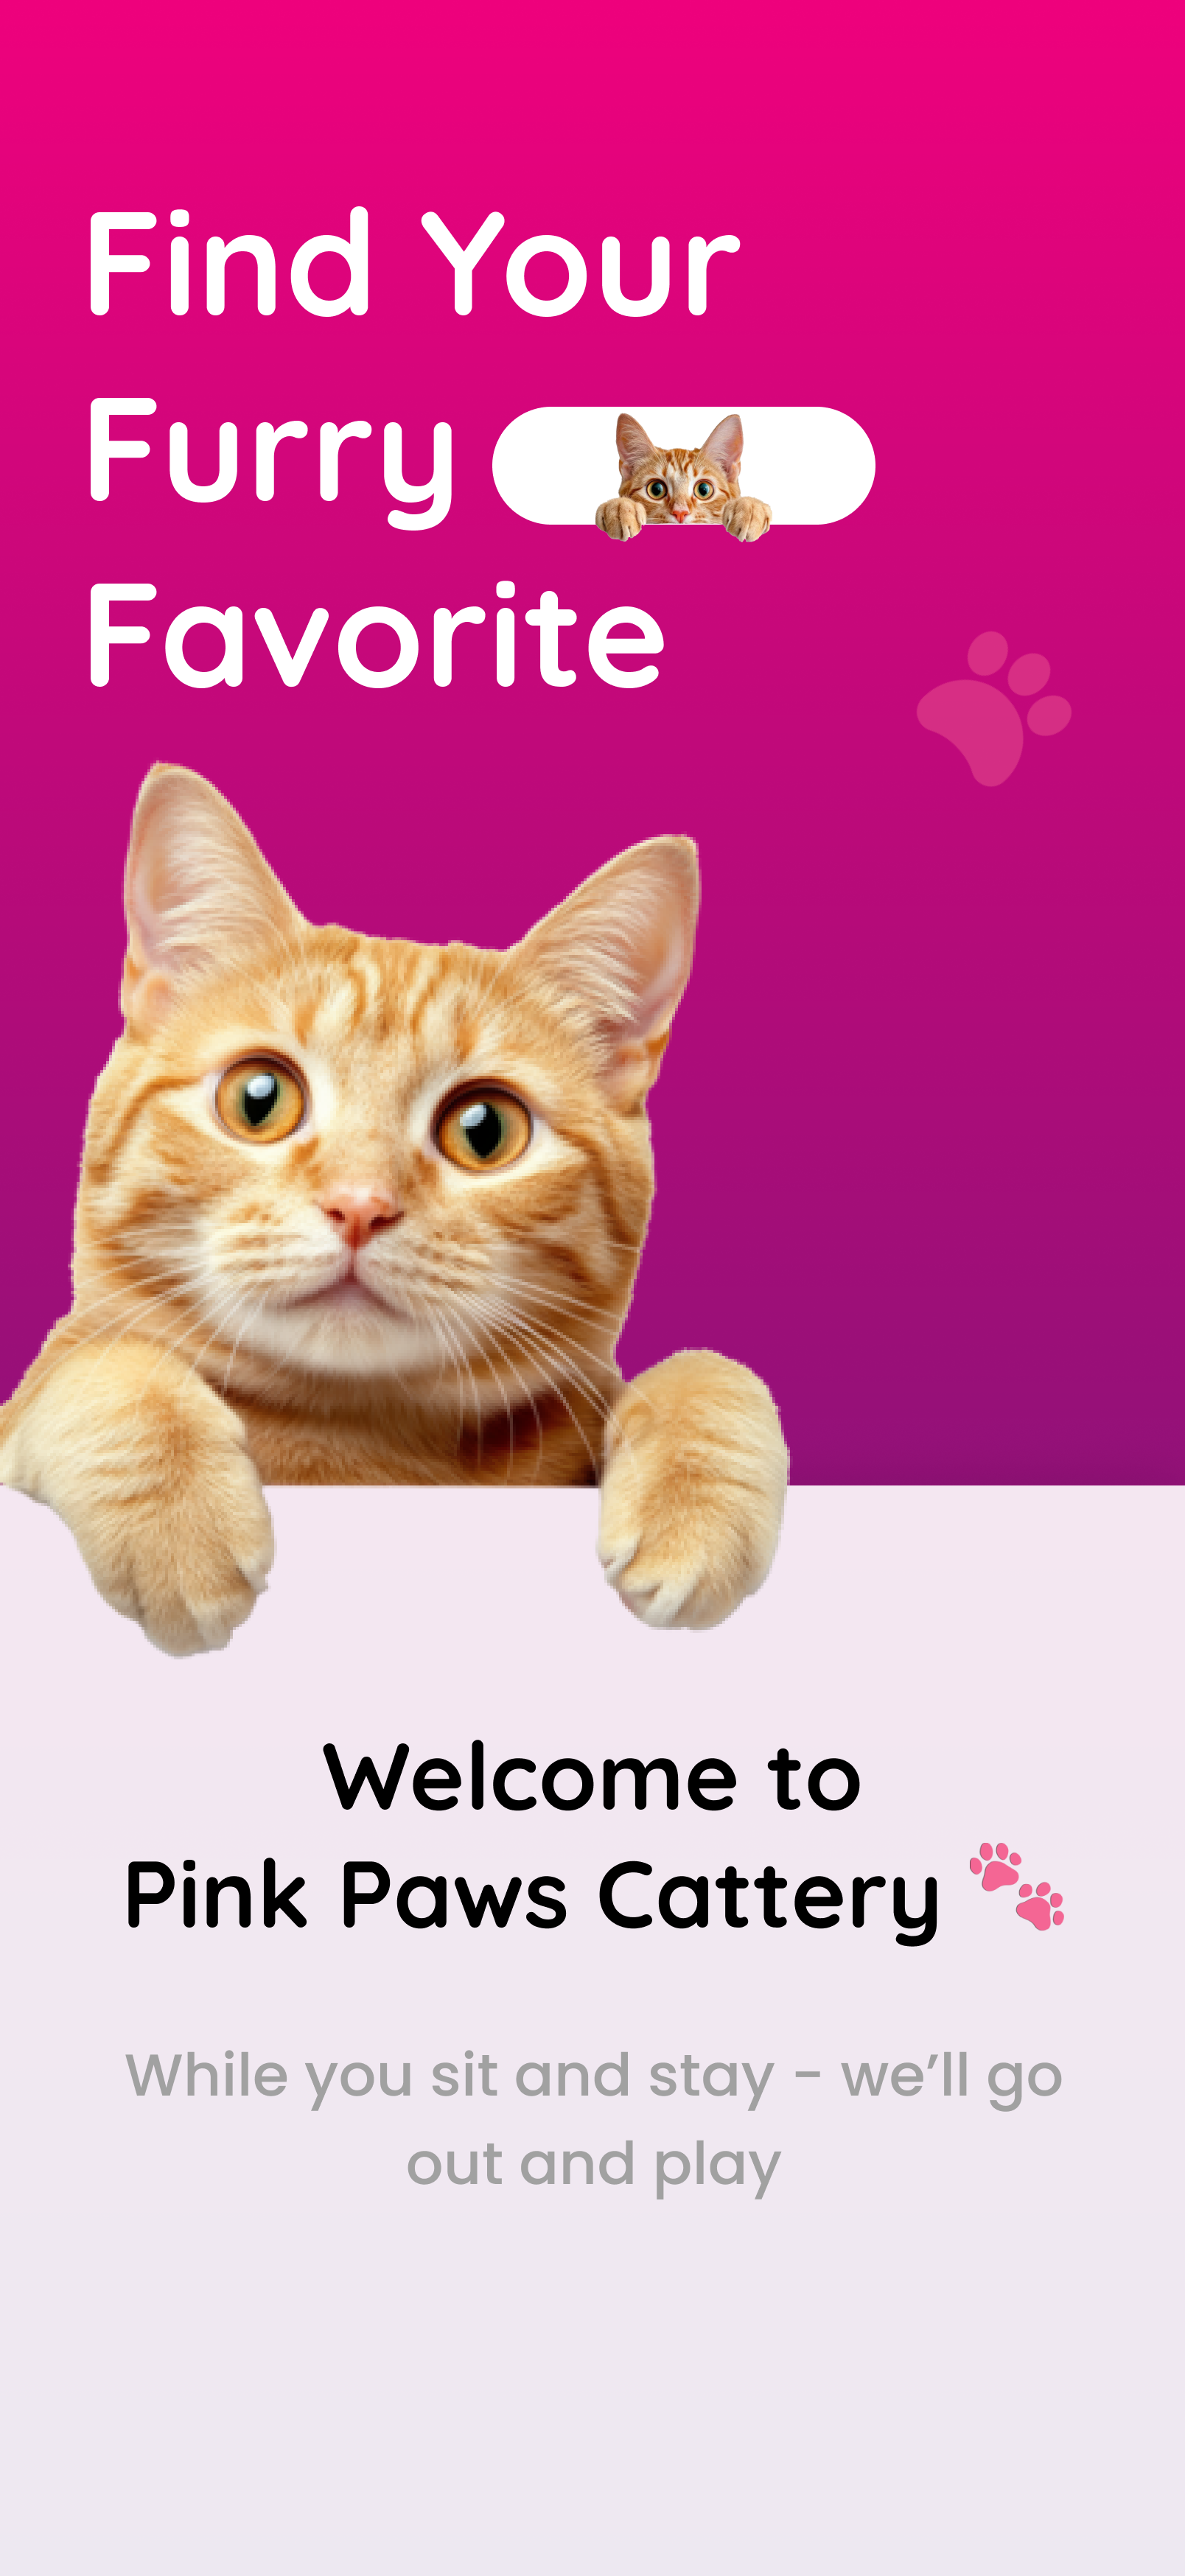 Find Your
Furry
Favorite
Welcome to
Pink Paws Cattery
While you sit and stay - we’ll go
out and play